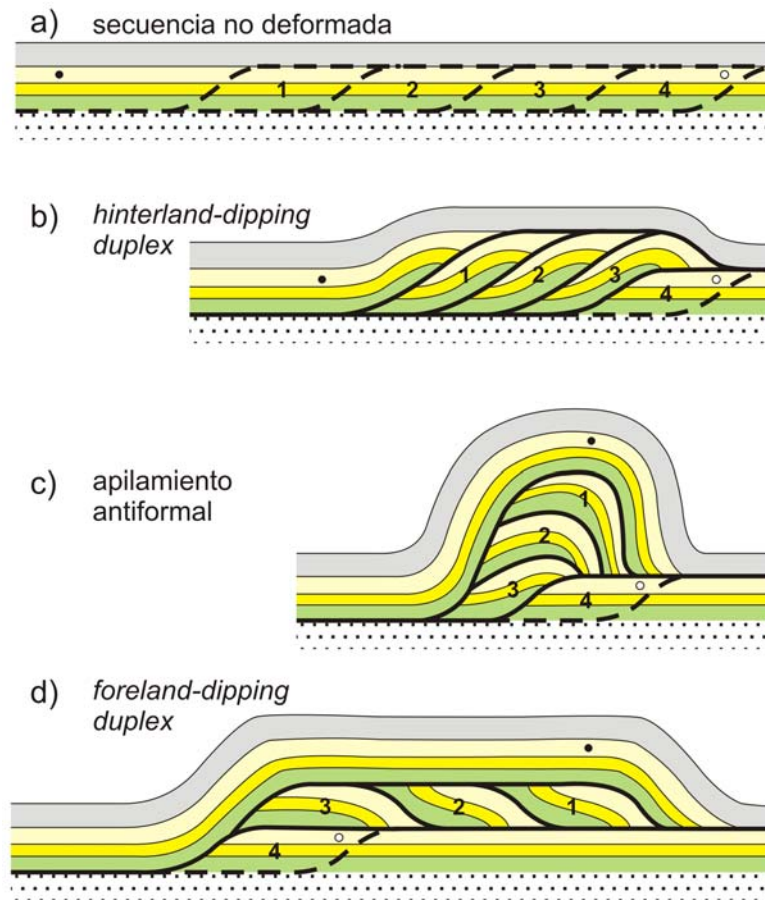 a) secuencia no deformada
1 2 3 4
b) hinterland-dipping
duplex
1 2 3
4
c) apilamiento
antiformal
1
2
3
4
d) foreland-dipping
duplex
3 2 1
4